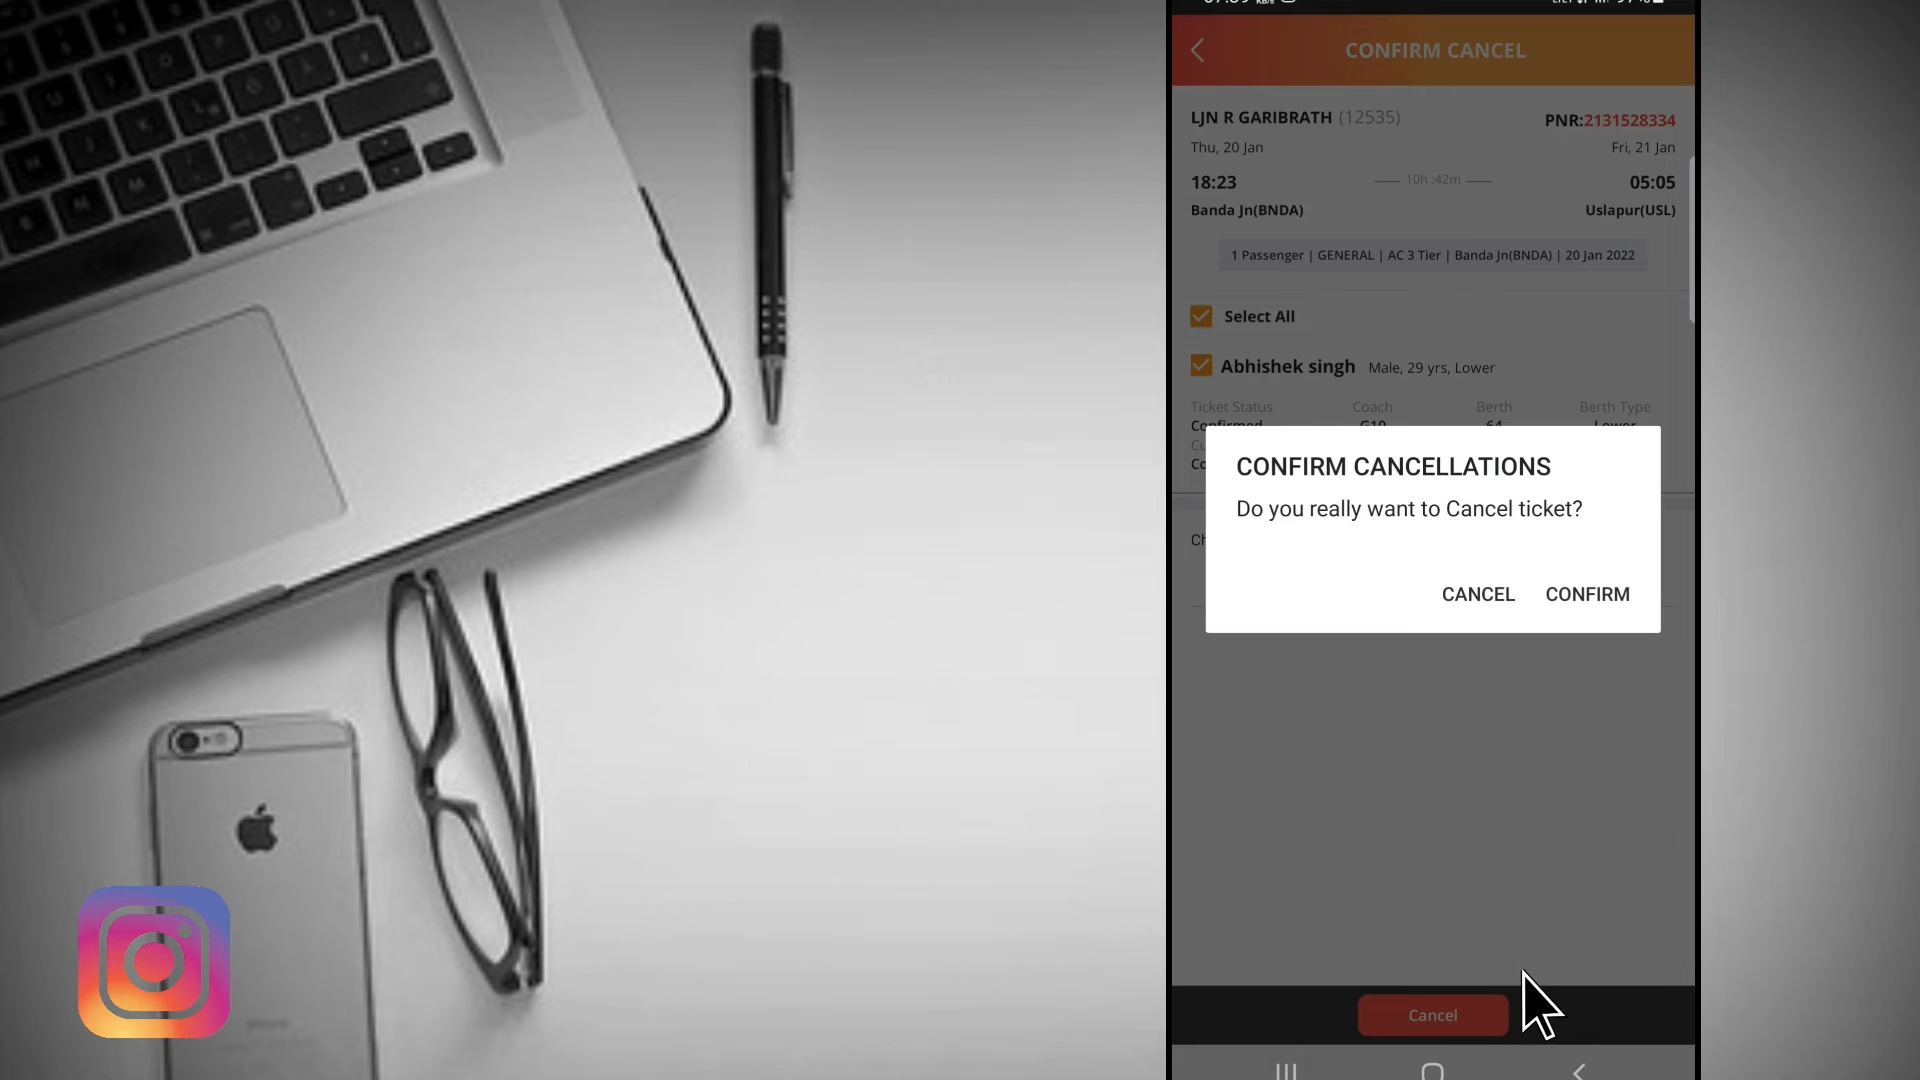 CONFIRM CANCEL
LJN R GARIBRATH (12535) PNR:2131528334
Thu, 20 Jan Fri, 21 Jan
18:23 10h :42m 05:05
Banda Jn(BNDA) Uslapur(USL)
1 Passenger | GENERAL | AC 3 Tier | Banda Jn(BNDA) | 20 Jan 2022
Select All
Abhishek singh Male, 29 yrs, Lower
Ticket Status Coach Berth Berth Type
Confirmed G10 64 Lower
CONFIRM CANCELLATIONS
Do you really want to Cancel ticket?
CANCEL CONFIRM
Cancel